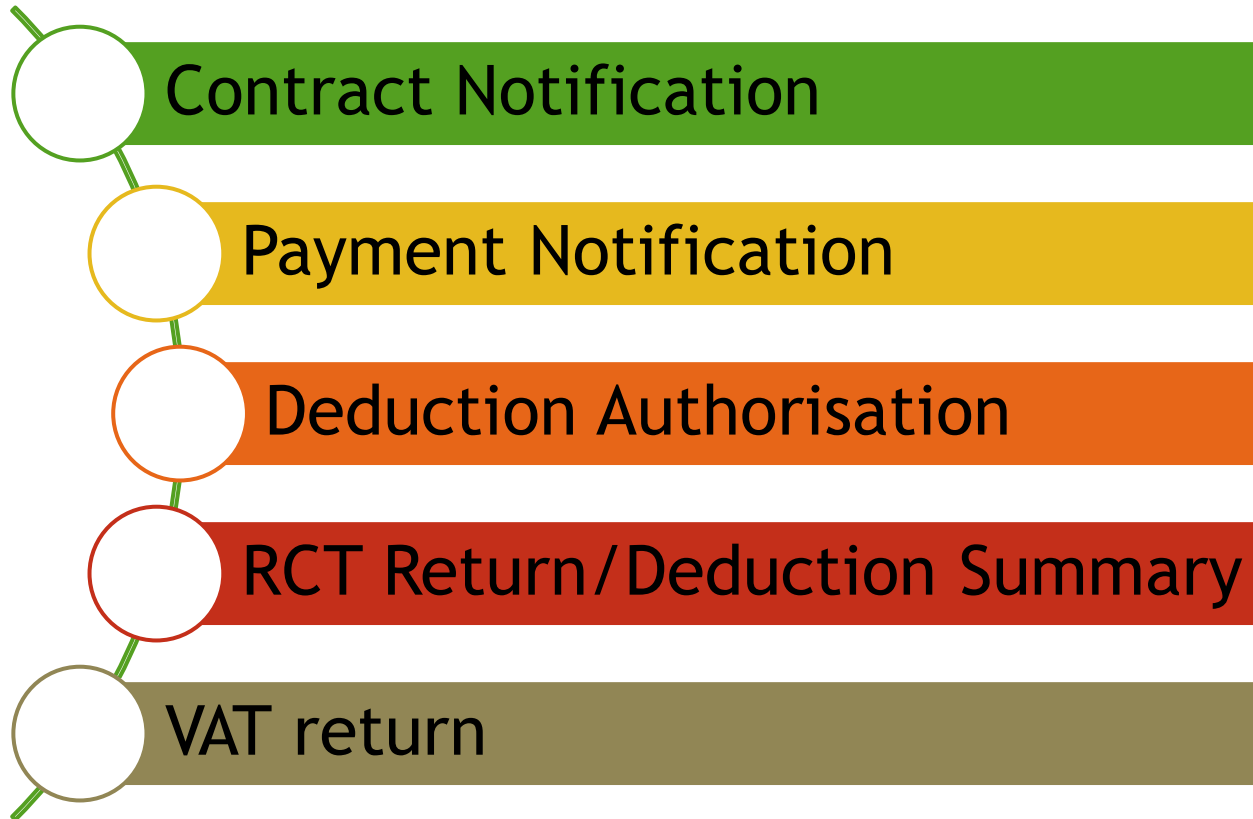 Contract Notification
Payment Notification
Deduction Authorisation
RCT Return/Deduction Summary
VAT return